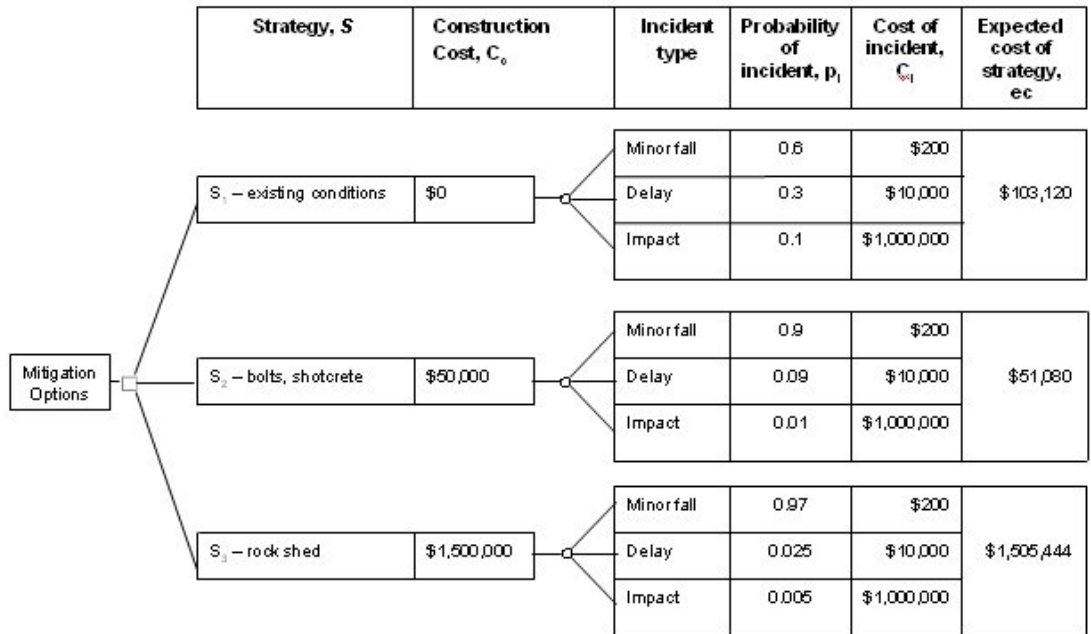 Strategy, S
Construction
Cost, Cₒ
Incident
type
Probability
of
incident, pᵢ
Cost of
incident,
Cᵢ
Expected
cost of
strategy,
ec
Minor fall 0.6 $200
S₁ – existing conditions $0 Delay 0.3 $10,000 $103,120
Impact 0.1 $1,000,000
Minor fall 0.9 $200
Mitigation
Options
S₂ – bolts, shotcrete $50,000 Delay 0.09 $10,000 $51,080
Impact 0.01 $1,000,000
Minor fall 0.97 $200
S₃ – rock shed $1,500,000 Delay 0.025 $10,000 $1,505,444
Impact 0.005 $1,000,000